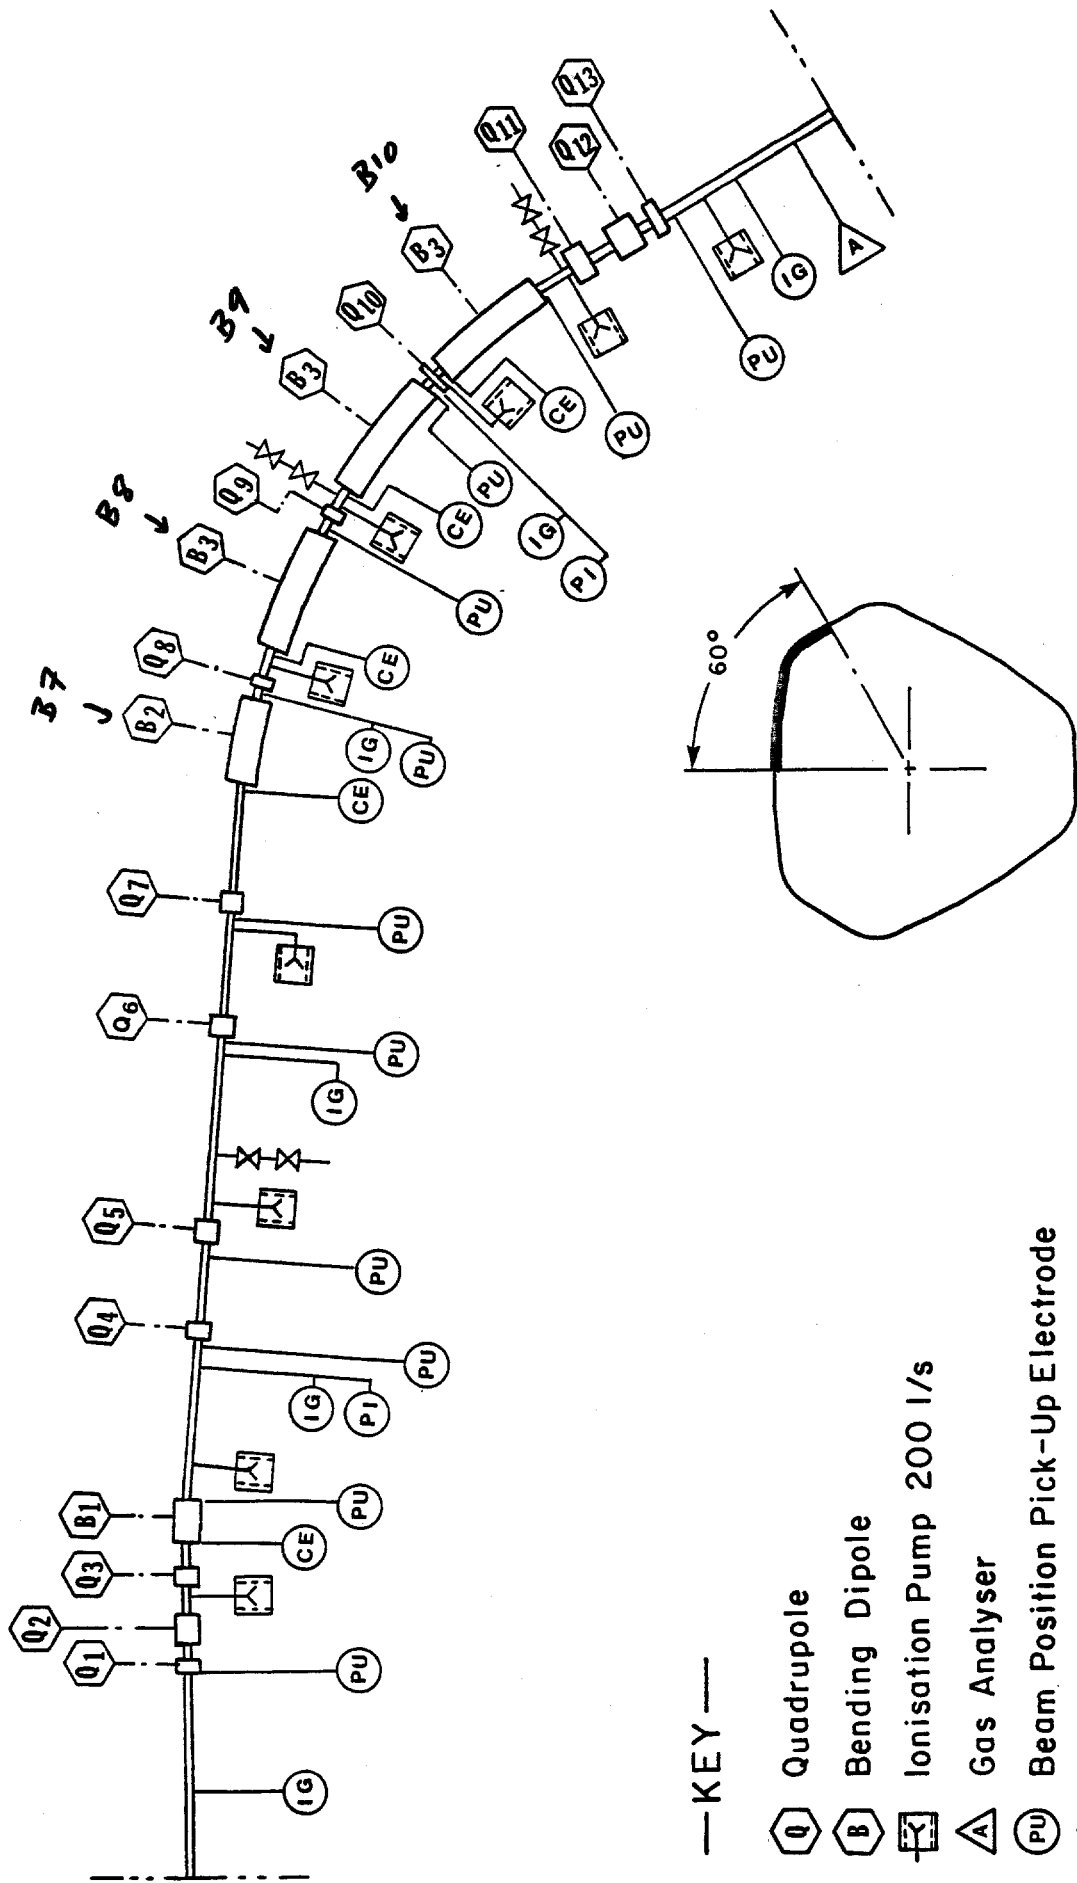 Q1
Q2
Q3
B1
Q4
Q5
Q6
Q7
B7
B2
Q8
B8
B3
Q9
B9
B3
Q10
B10
B3
Q11
Q12
Q13
IG
PU
CE
PU
IG
PI
PU
PU
IG
PU
PU
CE
IG
PU
CE
PU
CE
PU
IG
PI
CE
PU
PU
IG
A
60°
—KEY—
Q Quadrupole
B Bending Dipole
Ionisation Pump 200 l/s
A Gas Analyser
PU Beam Position Pick-Up Electrode